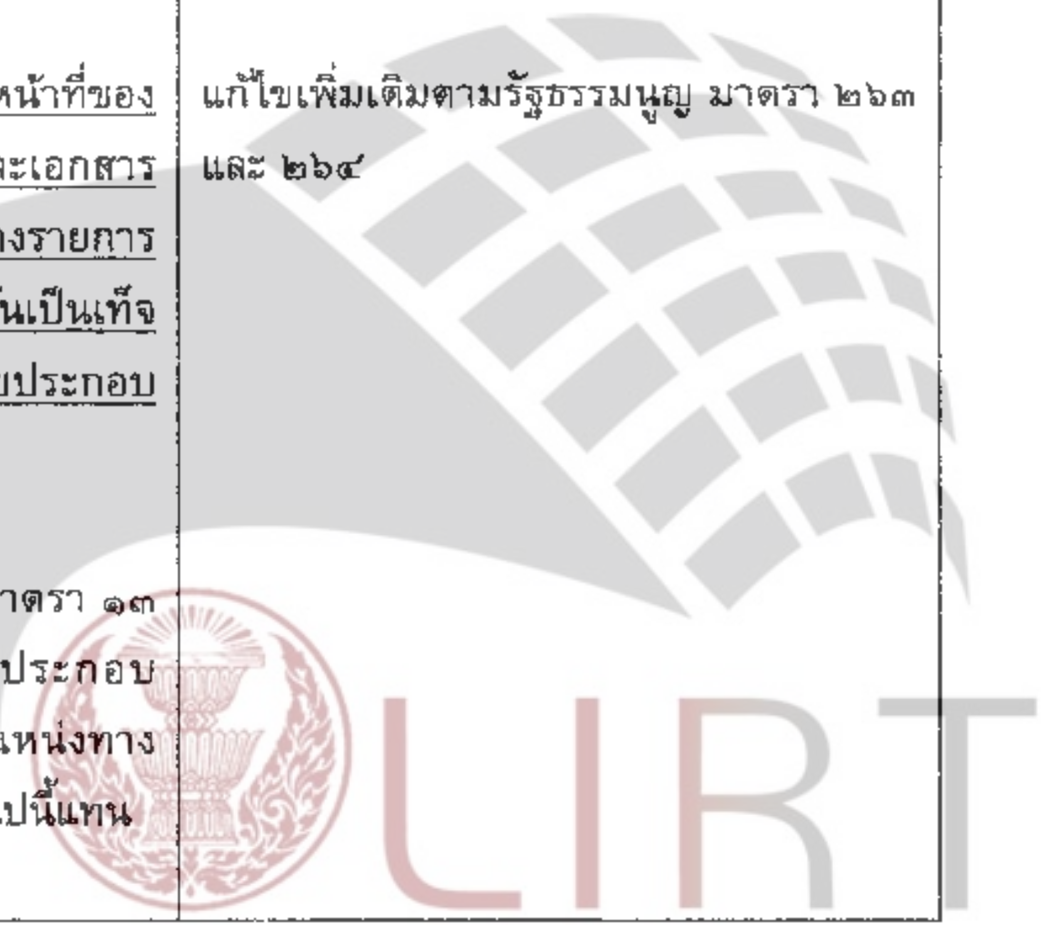 หน้าที่ของ
ละเอกสาร
างรายการ
นเป็นเท็จ
ยประกอบ
าตรา ๑๓
ประกอบ
แหน่งทาง
ไปนี้แทน
แก้ไขเพิ่มเติมตามรัฐธรรมนูญ มาตรา ๒๖๓
และ ๒๖๔
LIRT